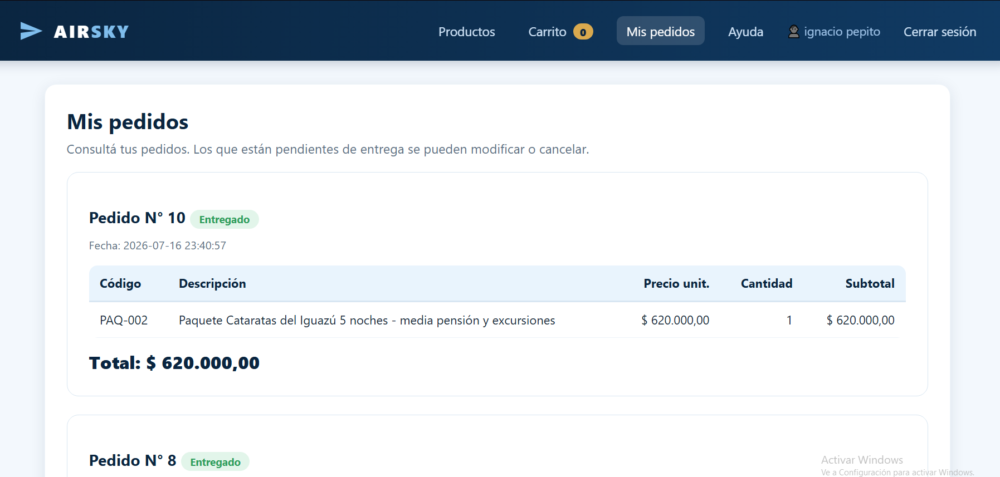 AIRSKY
Productos Carrito 0 Mis pedidos Ayuda ignacio pepito Cerrar sesión
Mis pedidos
Consultá tus pedidos. Los que están pendientes de entrega se pueden modificar o cancelar.
Pedido N° 10 Entregado
Fecha: 2026-07-16 23:40:57
Código Descripción Precio unit. Cantidad Subtotal
PAQ-002 Paquete Cataratas del Iguazú 5 noches - media pensión y excursiones $ 620.000,00 1 $ 620.000,00
Total: $ 620.000,00
Pedido N° 8 Entregado
Activar Windows
Ve a Configuración para activar Windows.